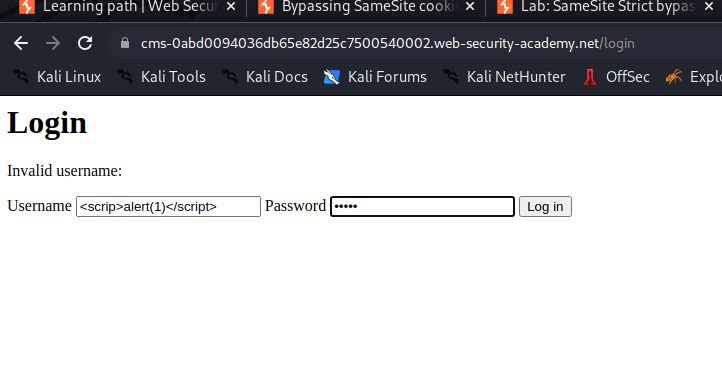 Learning path | Web Secur
Bypassing SameSite cooki
Lab: SameSite Strict bypas
cms-0abd0094036db65e82d25c7500540002.web-security-academy.net/login
Kali Linux Kali Tools Kali Docs Kali Forums Kali NetHunter OffSec Explo
Login
Invalid username:
Username <scrip>alert(1)</script> Password ••••• Log in